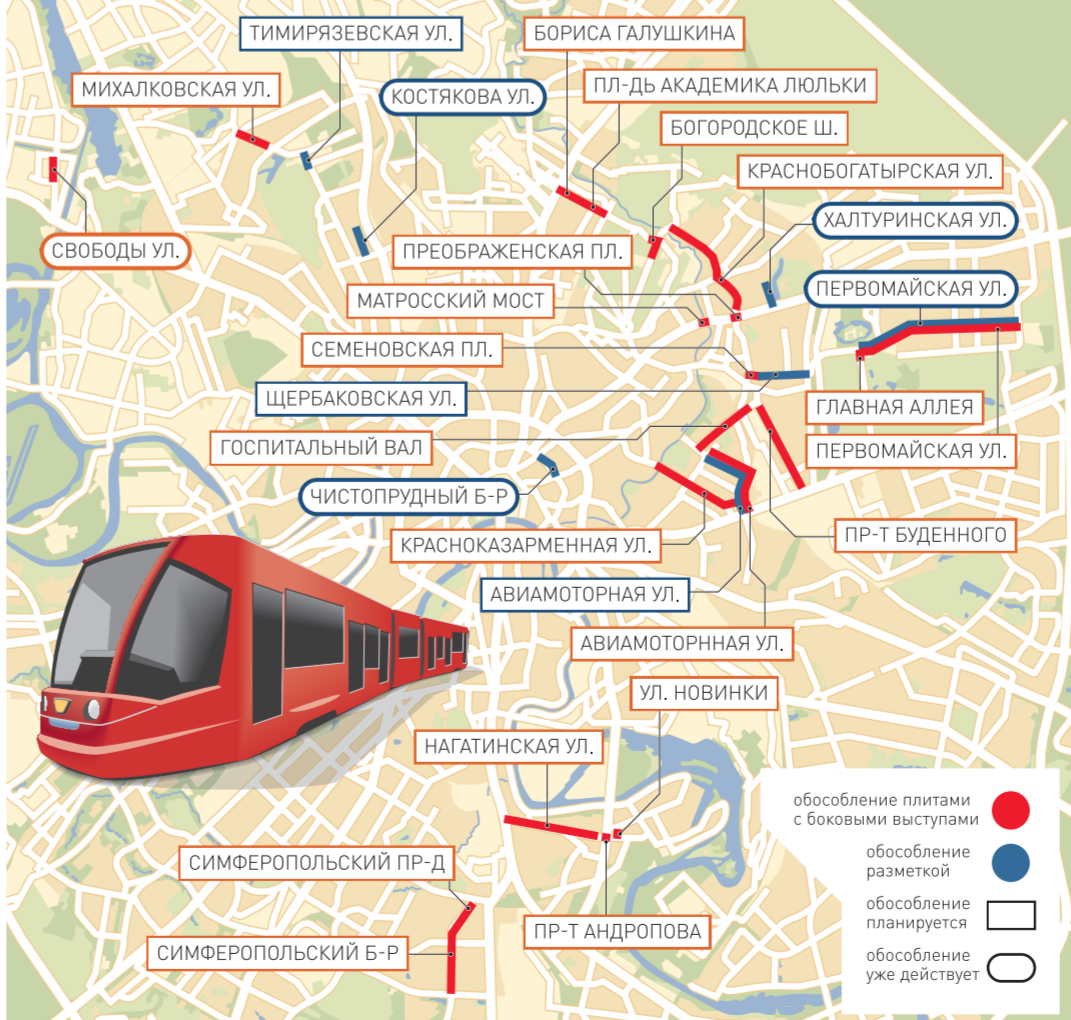 ТИМИРЯЗЕВСКАЯ УЛ.
БОРИСА ГАЛУШКИНА
МИХАЛКОВСКАЯ УЛ.
КОСТЯКОВА УЛ.
ПЛ-ДЬ АКАДЕМИКА ЛЮЛЬКИ
БОГОРОДСКОЕ Ш.
КРАСНОБОГАТЫРСКАЯ УЛ.
ХАЛТУРИНСКАЯ УЛ.
СВОБОДЫ УЛ.
ПРЕОБРАЖЕНСКАЯ ПЛ.
ПЕРВОМАЙСКАЯ УЛ.
МАТРОССКИЙ МОСТ
СЕМЕНОВСКАЯ ПЛ.
ЩЕРБАКОВСКАЯ УЛ.
ГЛАВНАЯ АЛЛЕЯ
ГОСПИТАЛЬНЫЙ ВАЛ
ПЕРВОМАЙСКАЯ УЛ.
ЧИСТОПРУДНЫЙ Б-Р
ПР-Т БУДЕННОГО
КРАСНОКАЗАРМЕННАЯ УЛ.
АВИАМОТОРНАЯ УЛ.
АВИАМОТОРННАЯ УЛ.
УЛ. НОВИНКИ
НАГАТИНСКАЯ УЛ.
СИМФЕРОПОЛЬСКИЙ ПР-Д
ПР-Т АНДРОПОВА
СИМФЕРОПОЛЬСКИЙ Б-Р
обособление плитами
с боковыми выступами
обособление
разметкой
обособление
планируется
обособление
уже действует